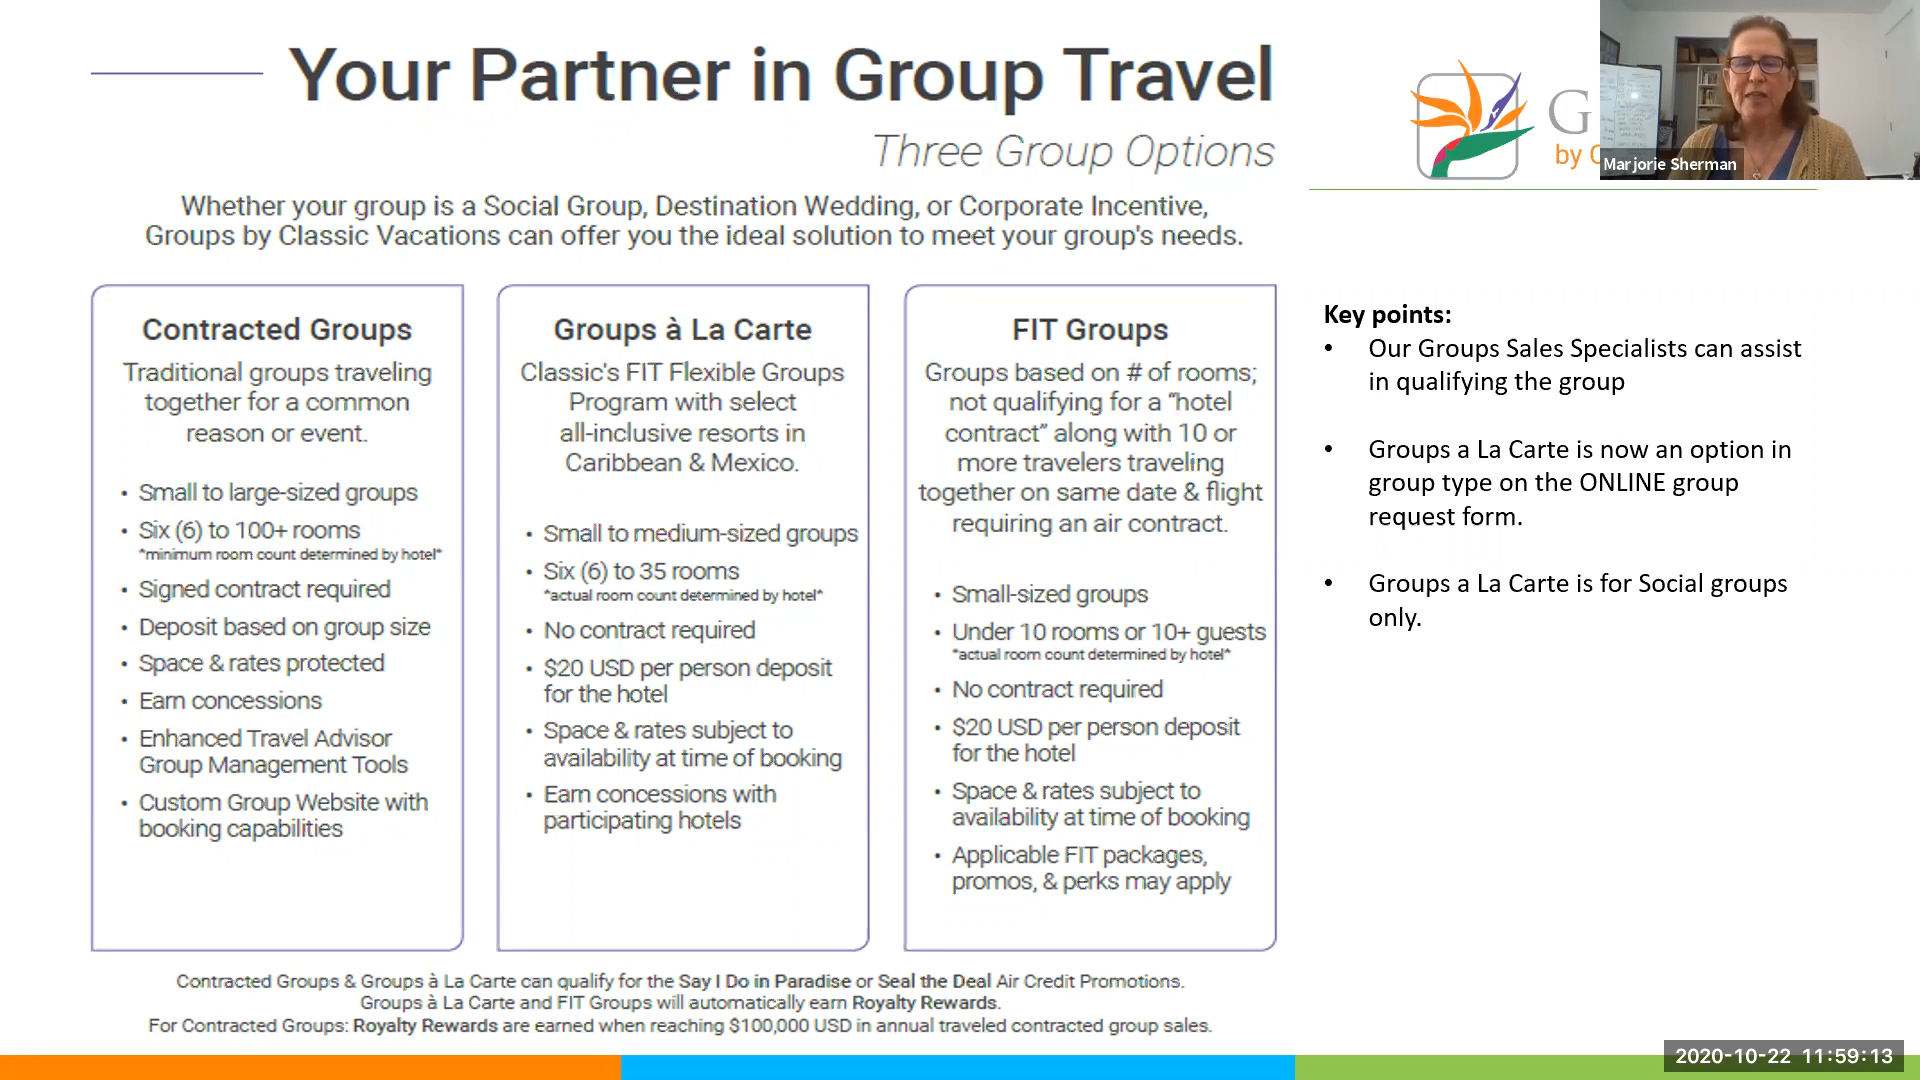 Your Partner in Group Travel
Three Group Options
Whether your group is a Social Group, Destination Wedding, or Corporate Incentive,
Groups by Classic Vacations can offer you the ideal solution to meet your group's needs.
Contracted Groups
Traditional groups traveling
together for a common
reason or event.
• Small to large-sized groups
• Six (6) to 100+ rooms
*minimum room count determined by hotel*
• Signed contract required
• Deposit based on group size
• Space & rates protected
• Earn concessions
• Enhanced Travel Advisor
Group Management Tools
• Custom Group Website with
booking capabilities
Groups à La Carte
Classic's FIT Flexible Groups
Program with select
all-inclusive resorts in
Caribbean & Mexico.
• Small to medium-sized groups
• Six (6) to 35 rooms
*actual room count determined by hotel*
• No contract required
• $20 USD per person deposit
for the hotel
• Space & rates subject to
availability at time of booking
• Earn concessions with
participating hotels
FIT Groups
Groups based on # of rooms;
not qualifying for a "hotel
contract" along with 10 or
more travelers traveling
together on same date & flight
requiring an air contract.
• Small-sized groups
• Under 10 rooms or 10+ guests
*actual room count determined by hotel*
• No contract required
• $20 USD per person deposit
for the hotel
• Space & rates subject to
availability at time of booking
• Applicable FIT packages,
promos, & perks may apply
Contracted Groups & Groups à La Carte can qualify for the Say I Do in Paradise or Seal the Deal Air Credit Promotions.
Groups à La Carte and FIT Groups will automatically earn Royalty Rewards.
For Contracted Groups: Royalty Rewards are earned when reaching $100,000 USD in annual traveled contracted group sales.
G
by C
Marjorie Sherman
Key points:
• Our Groups Sales Specialists can assist
in qualifying the group
• Groups a La Carte is now an option in
group type on the ONLINE group
request form.
• Groups a La Carte is for Social groups
only.
2020-10-22 11:59:13